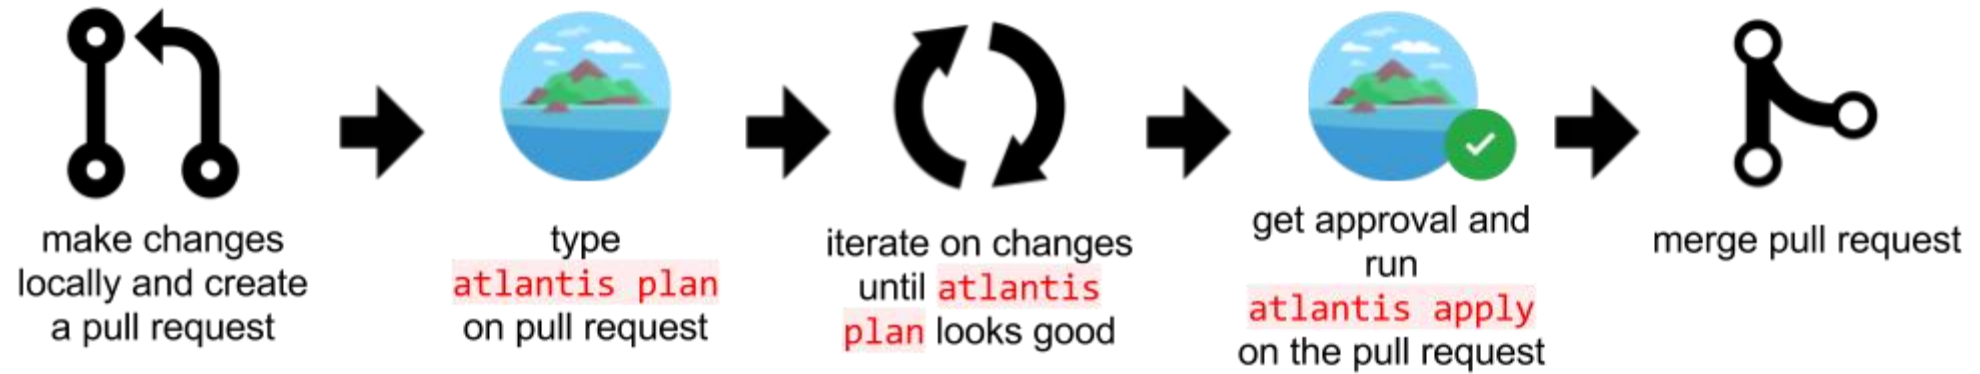 make changes
locally and create
a pull request
type
atlantis plan
on pull request
iterate on changes
until atlantis
plan looks good
get approval and
run
atlantis apply
on the pull request
merge pull request